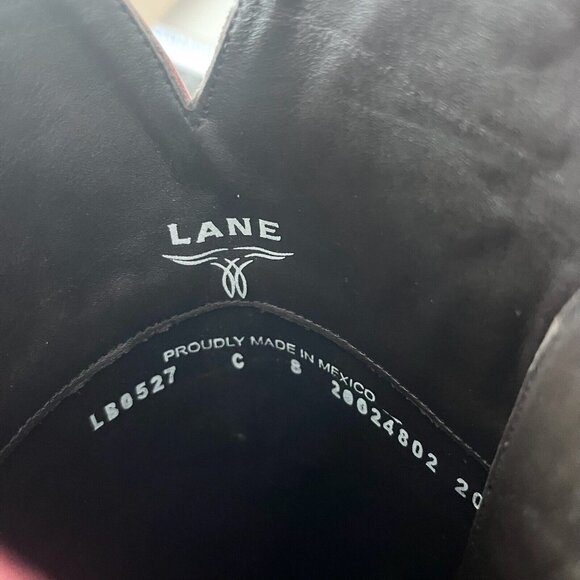 LANE
PROUDLY MADE IN MEXICO
LB0527 C 8 20024802 20